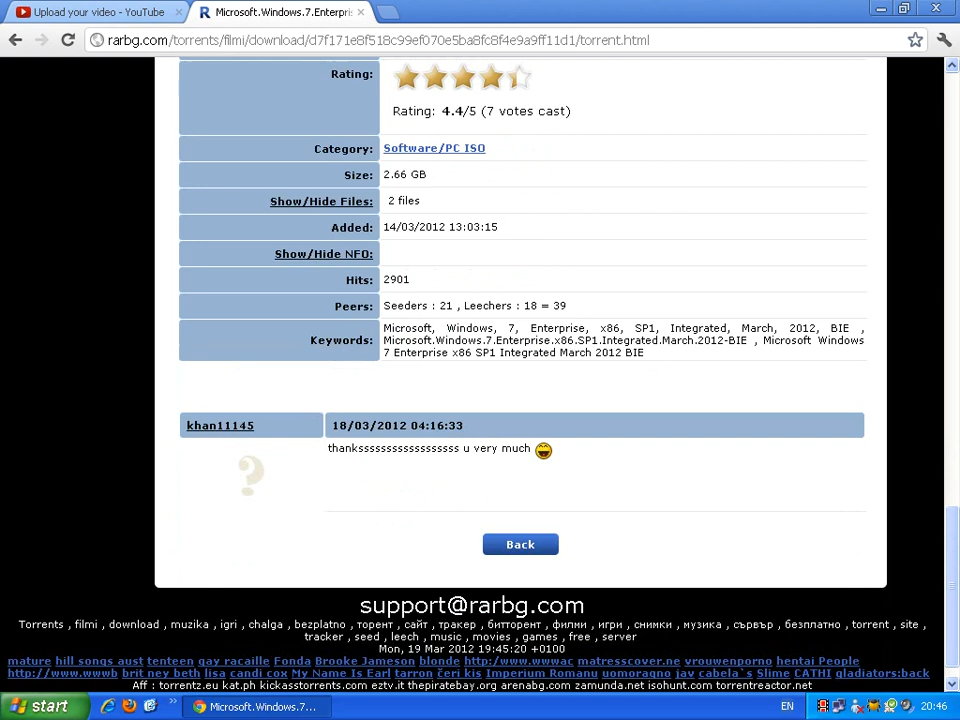 Upload your video - YouTube
Microsoft.Windows.7.Enterpri
rarbg.com/torrents/filmi/download/d7f171e8f518c99ef070e5ba8fc8f4e9a9ff11d1/torrent.html
Rating:
Rating: 4.4/5 (7 votes cast)
Category: Software/PC ISO
Size: 2.66 GB
Show/Hide Files: 2 files
Added: 14/03/2012 13:03:15
Show/Hide NFO:
Hits: 2901
Peers: Seeders : 21 , Leechers : 18 = 39
Microsoft, Windows, 7, Enterprise, x86, SP1, Integrated, March, 2012, BIE ,
Keywords: Microsoft.Windows.7.Enterprise.x86.SP1.Integrated.March.2012-BIE , Microsoft Windows
7 Enterprise x86 SP1 Integrated March 2012 BIE
khan11145 18/03/2012 04:16:33
thankssssssssssssssssss u very much
Back
support@rarbg.com
Torrents , filmi , download , muzika , igri , chalga , bezplatno , торент , сайт , тракер , битторент , филми , игри , снимки , музика , сървър , безплатно , torrent , site ,
tracker , seed , leech , music , movies , games , free , server
Mon, 19 Mar 2012 19:45:20 +0100
mature hill songs aust tenteen gay racaille Fonda Brooke Jameson blonde http:/www.wwwac matresscover.ne vrouwenporno hentai People
http://www.wwwb brit ney beth lisa candi cox My Name Is Earl tarron čeri kis Imperium Romanu uomoragno jav cabela`s Slime CATHI gladiators:back
Aff : torrentz.eu kat.ph kickasstorrents.com eztv.it thepiratebay.org arenabg.com zamunda.net isohunt.com torrentreactor.net
start
Microsoft.Windows.7...
EN
20:46